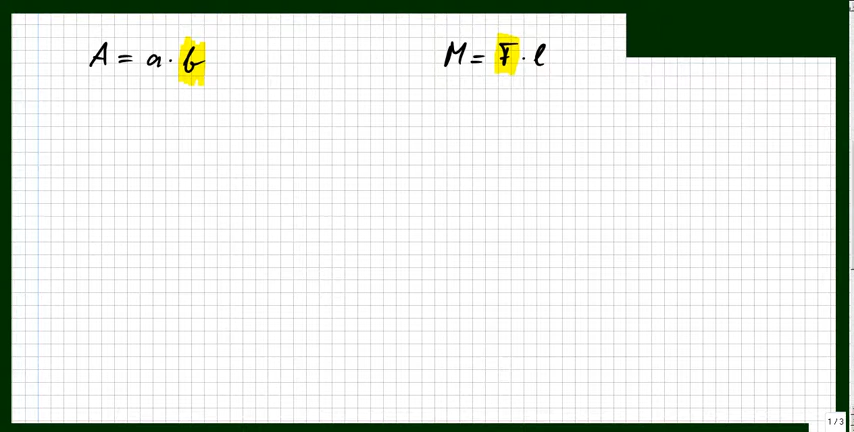 A = a · b
M = F · l
1 / 3